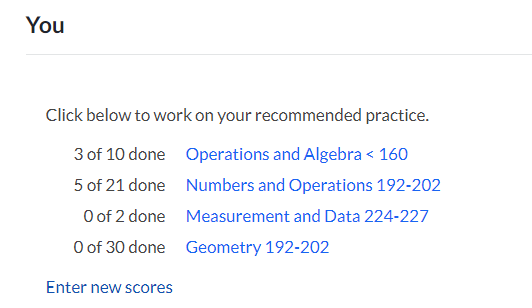 You
Click below to work on your recommended practice.
3 of 10 done Operations and Algebra < 160
5 of 21 done Numbers and Operations 192-202
0 of 2 done Measurement and Data 224-227
0 of 30 done Geometry 192-202
Enter new scores